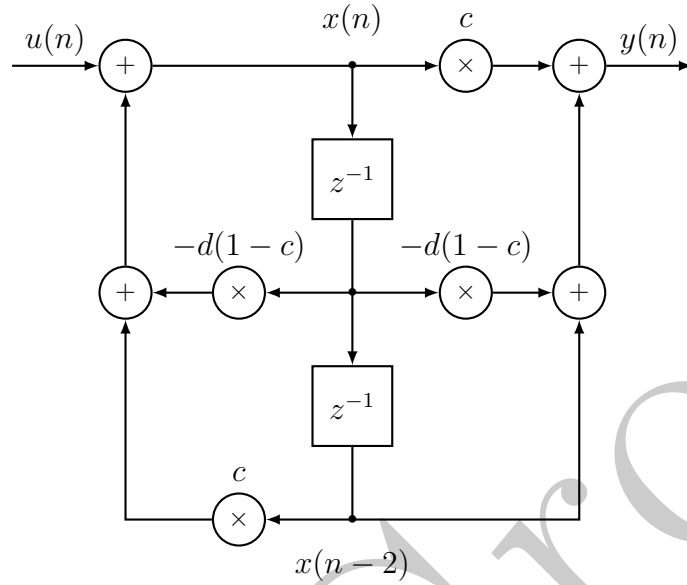 x(n) c
u(n) + × + y(n)
z⁻¹
−d(1 − c) −d(1 − c)
+ × × +
z⁻¹
c
×
x(n − 2)